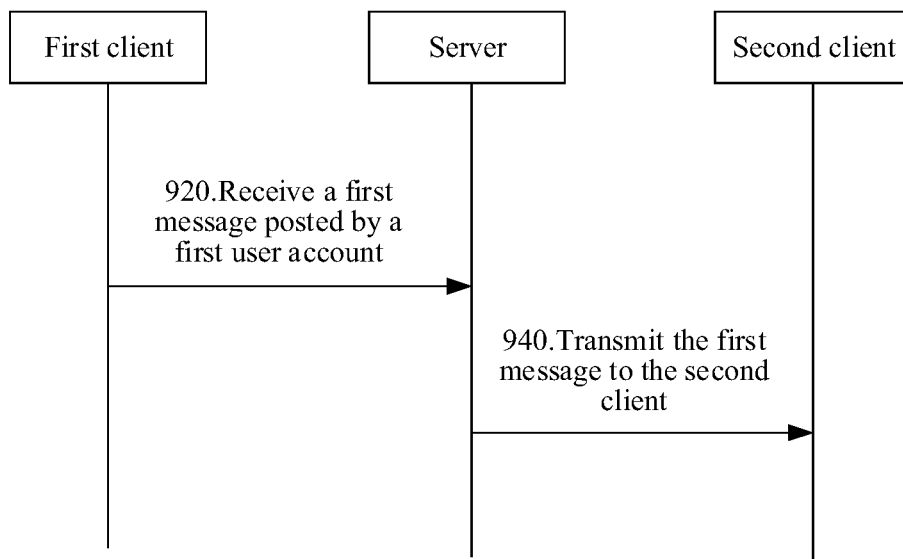 First client
Server
Second client
920.Receive a first
message posted by a
first user account
940.Transmit the first
message to the second
client